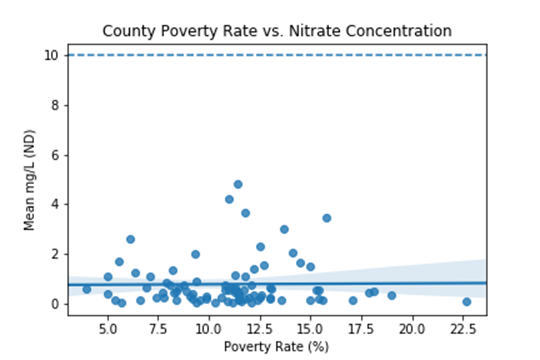 County Poverty Rate vs. Nitrate Concentration
10
8
6
4
2
0
Mean mg/L (ND)
5.0 7.5 10.0 12.5 15.0 17.5 20.0 22.5
Poverty Rate (%)